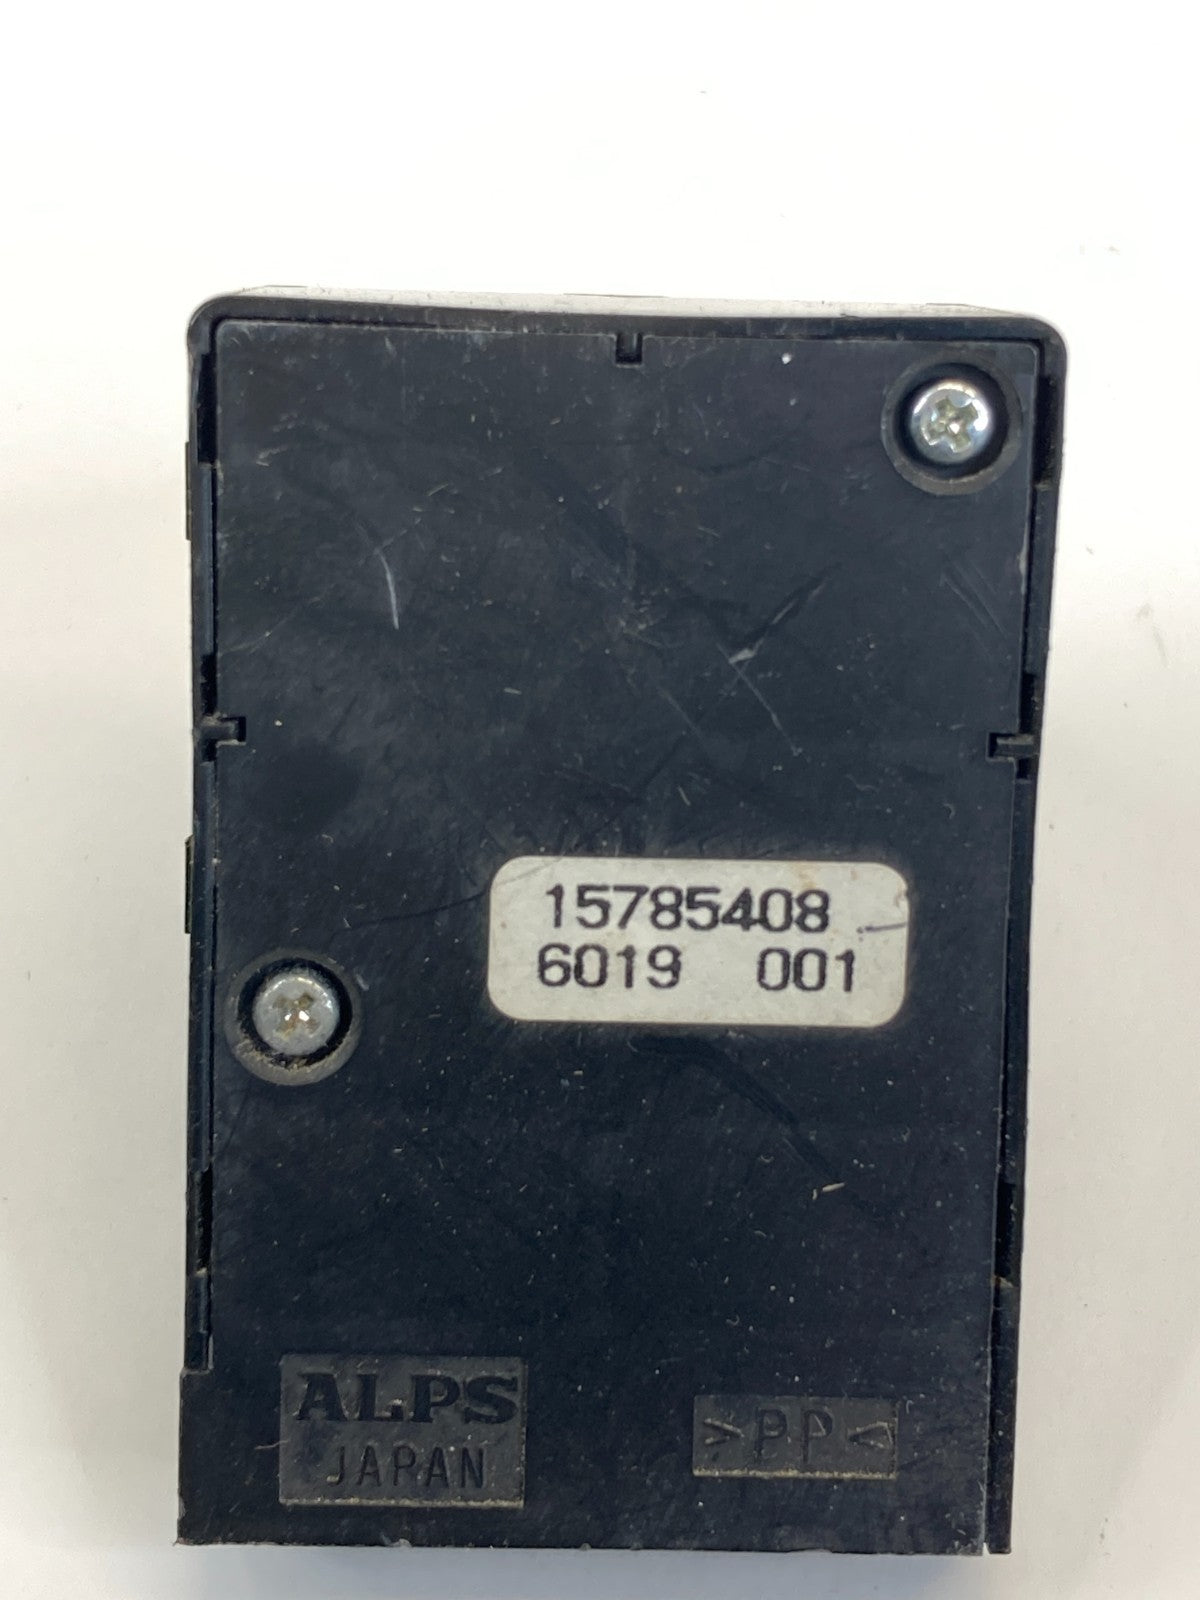 15785408
6019 001
ALPS
JAPAN
>PP<